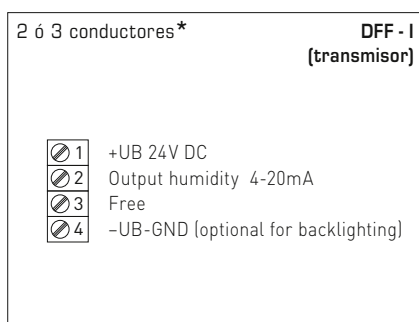 2 ó 3 conductores* DFF - I
(transmisor)
1 +UB 24V DC
2 Output humidity 4-20mA
3 Free
4 –UB-GND (optional for backlighting)